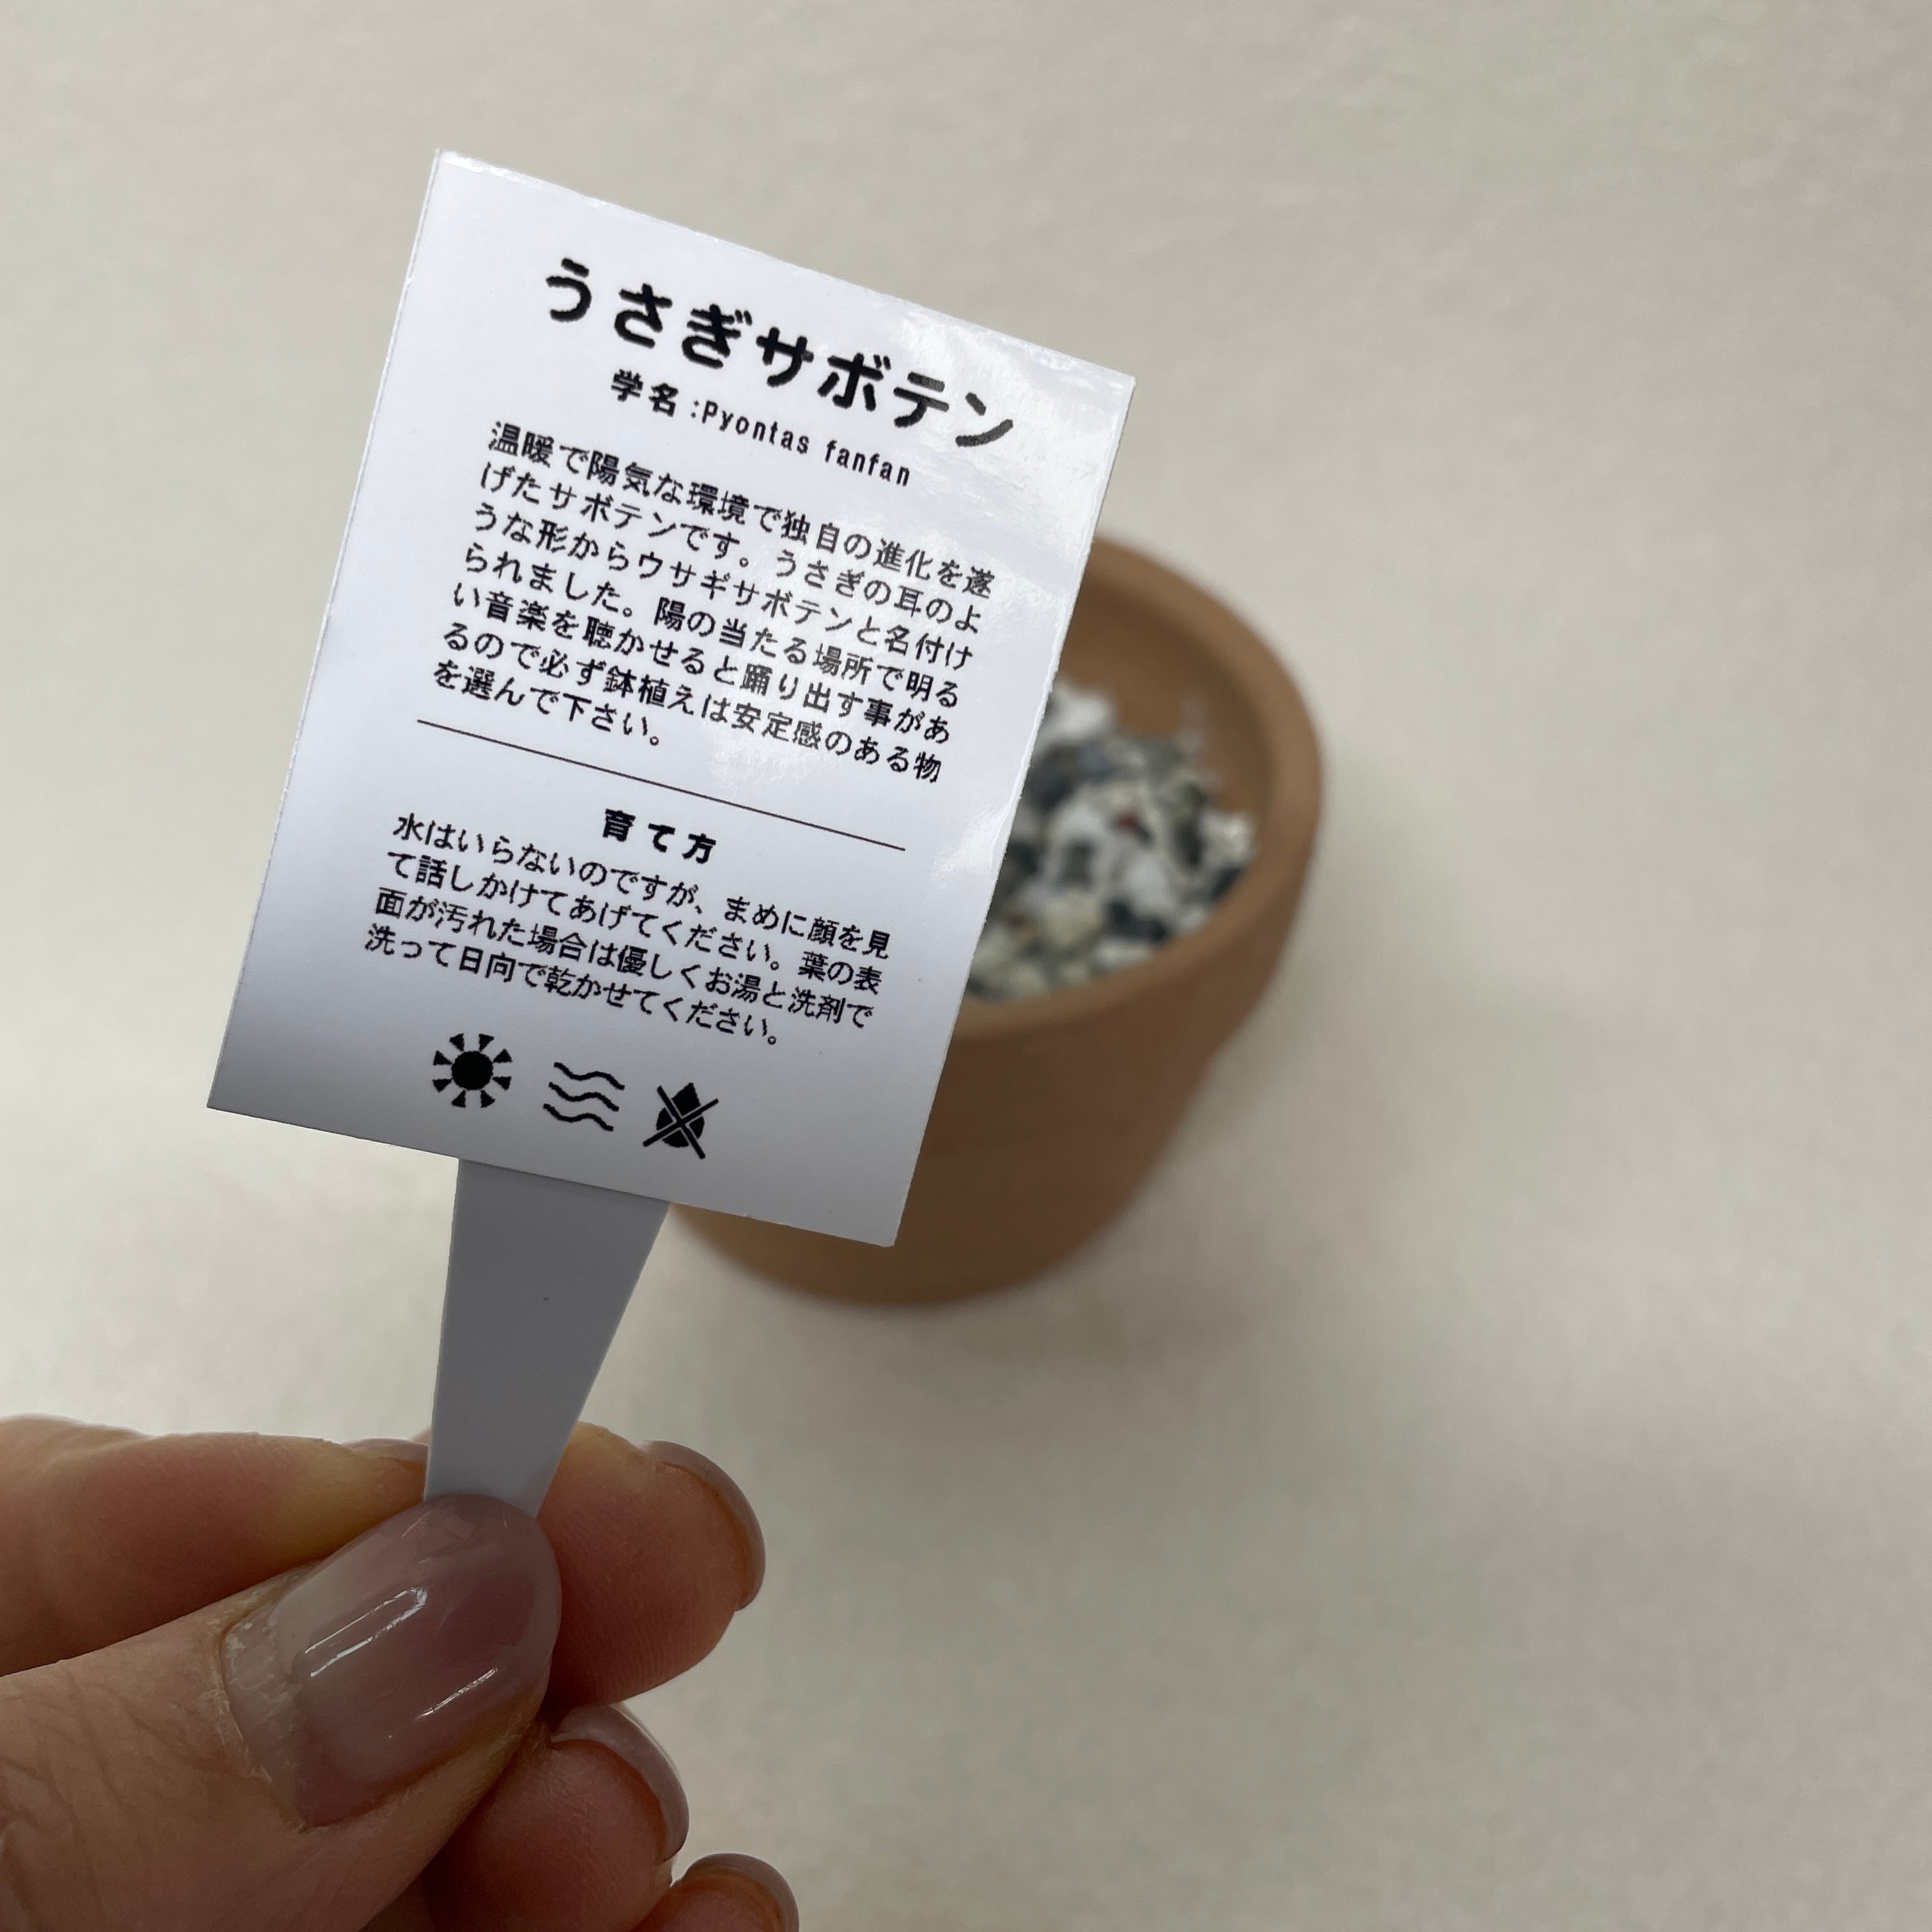 うさぎサボテン
学名:Pyontas fanfan
温暖で陽気な環境で独自の進化を遂
げたサボテンです。うさぎの耳のよ
うな形からウサギサボテンと名付け
られました。陽の当たる場所で明る
い音楽を聴かせると踊り出す事があ
るので必ず鉢植えは安定感のある物
を選んで下さい。
育て方
水はいらないのですが、まめに顔を見
て話しかけてあげてください。葉の表
面が汚れた場合は優しくお湯と洗剤で
洗って日向で乾かせてください。